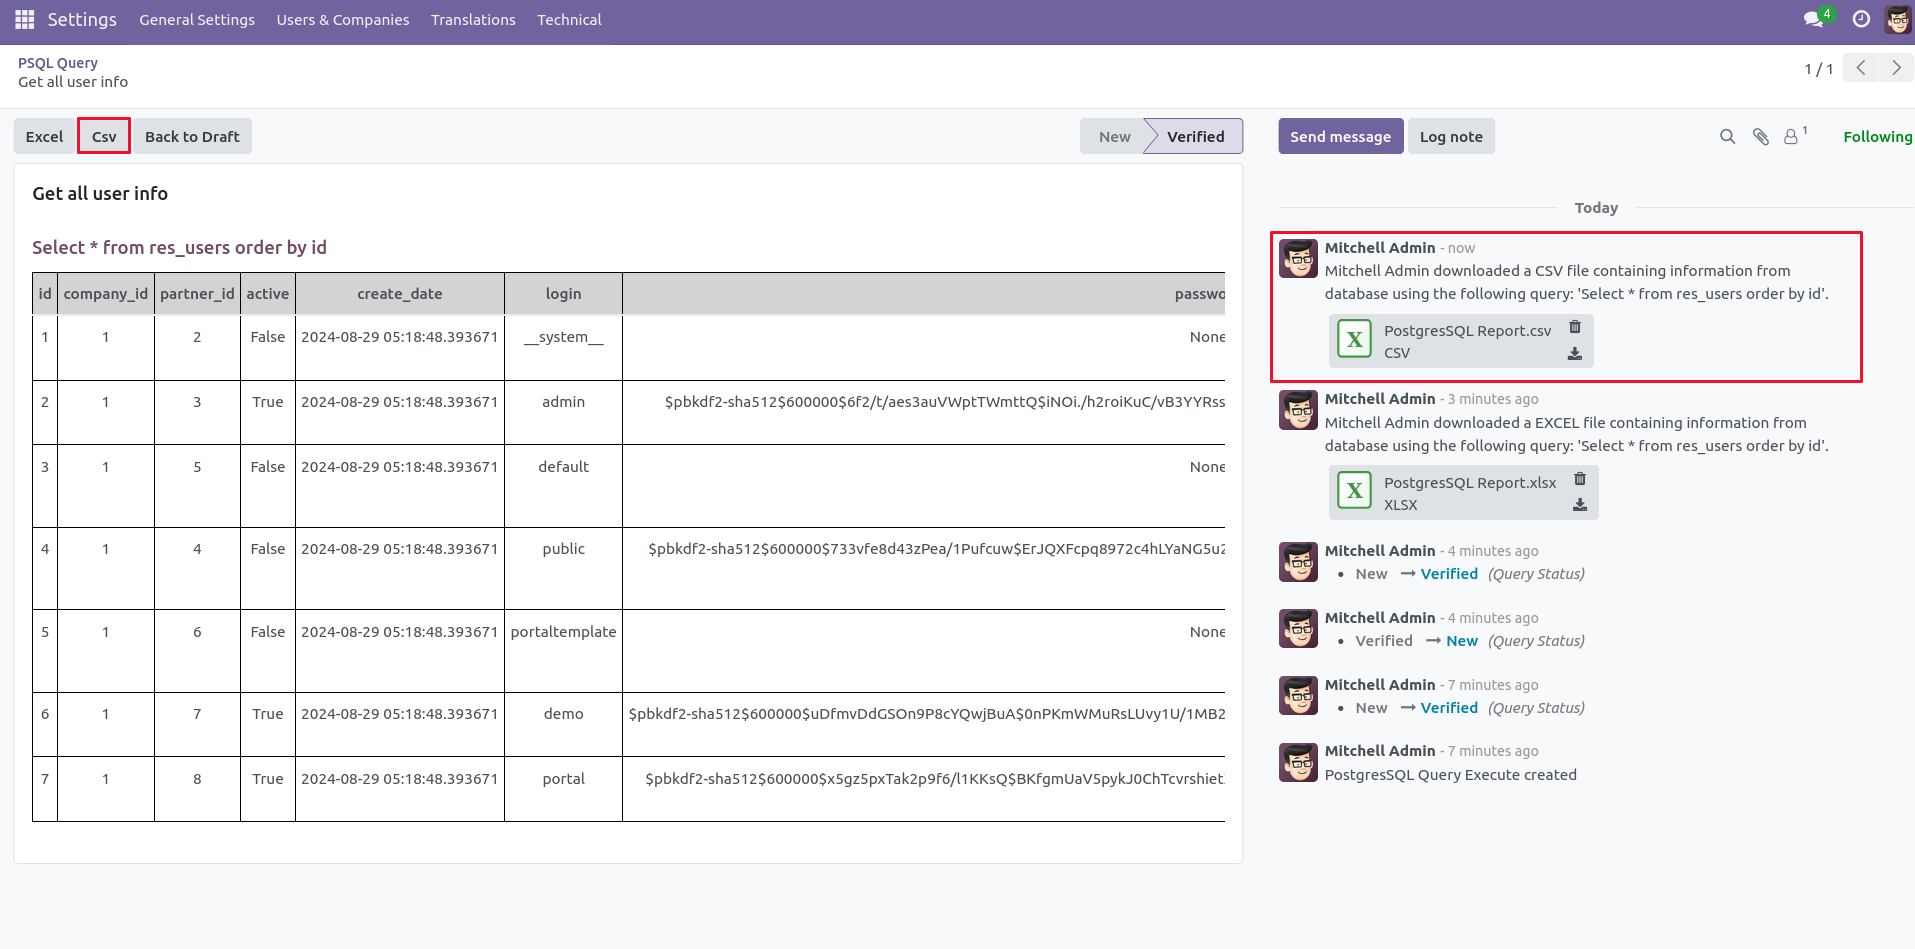 Settings General Settings Users & Companies Translations Technical 4
PSQL Query
Get all user info
1 / 1
Excel Csv Back to Draft New Verified Send message Log note 1 Following
Get all user info
Select * from res_users order by id
id company_id partner_id active create_date login passwo
1 1 2 False 2024-08-29 05:18:48.393671 __system__ None
2 1 3 True 2024-08-29 05:18:48.393671 admin $pbkdf2-sha512$600000$6f2/t/aes3auVWptTWmttQ$iNOi./h2roiKuC/vB3YYRss
3 1 5 False 2024-08-29 05:18:48.393671 default None
4 1 4 False 2024-08-29 05:18:48.393671 public $pbkdf2-sha512$600000$733vfe8d43zPea/1Pufcuw$ErJQXFcpq8972c4hLYaNG5u2
5 1 6 False 2024-08-29 05:18:48.393671 portaltemplate None
6 1 7 True 2024-08-29 05:18:48.393671 demo $pbkdf2-sha512$600000$uDfmvDdGSOn9P8cYQwjBuA$0nPKmWMuRsLUvy1U/1MB2
7 1 8 True 2024-08-29 05:18:48.393671 portal $pbkdf2-sha512$600000$x5gz5pxTak2p9f6/l1KKsQ$BKfgmUaV5pykJ0ChTcvrshiet
Today
Mitchell Admin - now
Mitchell Admin downloaded a CSV file containing information from
database using the following query: 'Select * from res_users order by id'.
X PostgresSQL Report.csv
CSV
Mitchell Admin - 3 minutes ago
Mitchell Admin downloaded a EXCEL file containing information from
database using the following query: 'Select * from res_users order by id'.
X PostgresSQL Report.xlsx
XLSX
Mitchell Admin - 4 minutes ago
• New → Verified (Query Status)
Mitchell Admin - 4 minutes ago
• Verified → New (Query Status)
Mitchell Admin - 7 minutes ago
• New → Verified (Query Status)
Mitchell Admin - 7 minutes ago
PostgresSQL Query Execute created